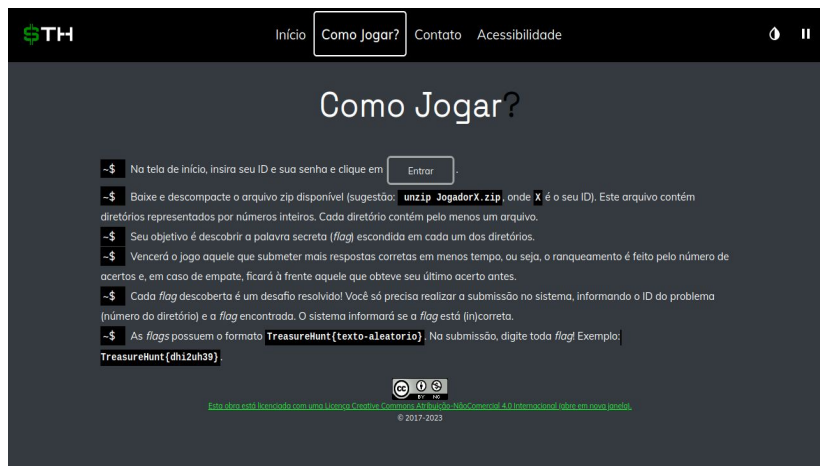 $TH
Início Como Jogar? Contato Acessibilidade
Como Jogar?
~$ Na tela de início, insira seu ID e sua senha e clique em Entrar .
~$ Baixe e descompacte o arquivo zip disponível (sugestão: unzip JogadorX.zip, onde X é o seu ID). Este arquivo contém
diretórios representados por números inteiros. Cada diretório contém pelo menos um arquivo.
~$ Seu objetivo é descobrir a palavra secreta (flag) escondida em cada um dos diretórios.
~$ Vencerá o jogo aquele que submeter mais respostas corretas em menos tempo, ou seja, o ranqueamento é feito pelo número de
acertos e, em caso de empate, ficará à frente aquele que obteve seu último acerto antes.
~$ Cada flag descoberta é um desafio resolvido! Você só precisa realizar a submissão no sistema, informando o ID do problema
(número do diretório) e a flag encontrada. O sistema informará se a flag está (in)correta.
~$ As flags possuem o formato TreasureHunt{texto-aleatorio}. Na submissão, digite toda flag! Exemplo:
TreasureHunt{dhi2uh39}.
cc BY NC
Esta obra está licenciada com uma Licença Creative Commons Atribuição-NãoComercial 4.0 Internacional (abre em nova janela).
© 2017-2023